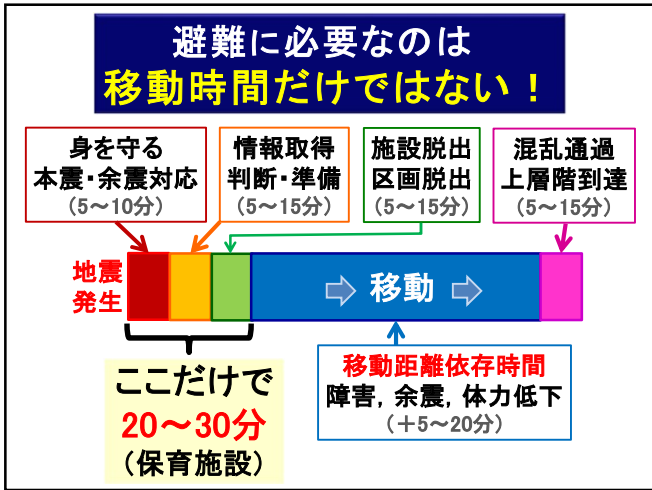 避難に必要なのは
移動時間だけではない！
身を守る
本震・余震対応
（5～10分）
情報取得
判断・準備
（5～15分）
施設脱出
区画脱出
（5～15分）
混乱通過
上層階到達
（5～15分）
地震
発生
移動
ここだけで
20～30分
（保育施設）
移動距離依存時間
障害，余震，体力低下
（＋5～20分）